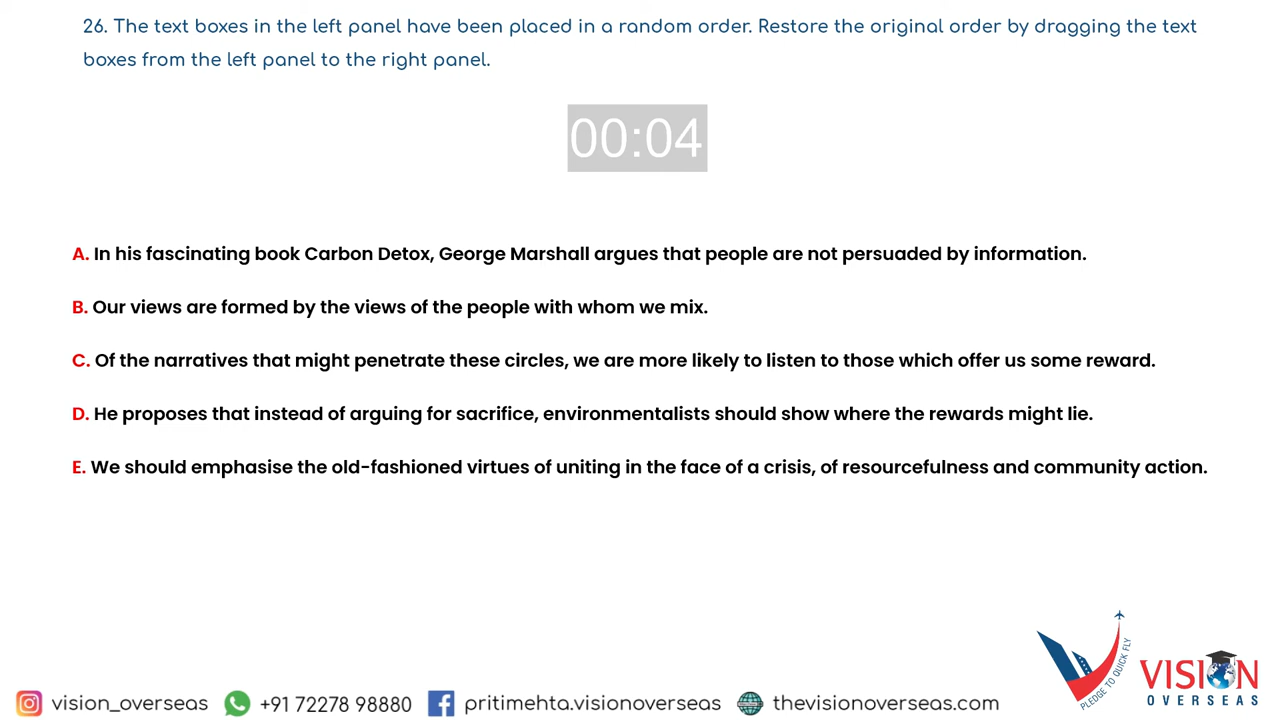 26. The text boxes in the left panel have been placed in a random order. Restore the original order by dragging the text
boxes from the left panel to the right panel.
00:04
A. In his fascinating book Carbon Detox, George Marshall argues that people are not persuaded by information.
B. Our views are formed by the views of the people with whom we mix.
C. Of the narratives that might penetrate these circles, we are more likely to listen to those which offer us some reward.
D. He proposes that instead of arguing for sacrifice, environmentalists should show where the rewards might lie.
E. We should emphasise the old-fashioned virtues of uniting in the face of a crisis, of resourcefulness and community action.
PLEDGE TO QUICK FLY
VISION
OVERSEAS
vision_overseas
+91 72278 98880
pritimehta.visionoverseas
thevisionoverseas.com